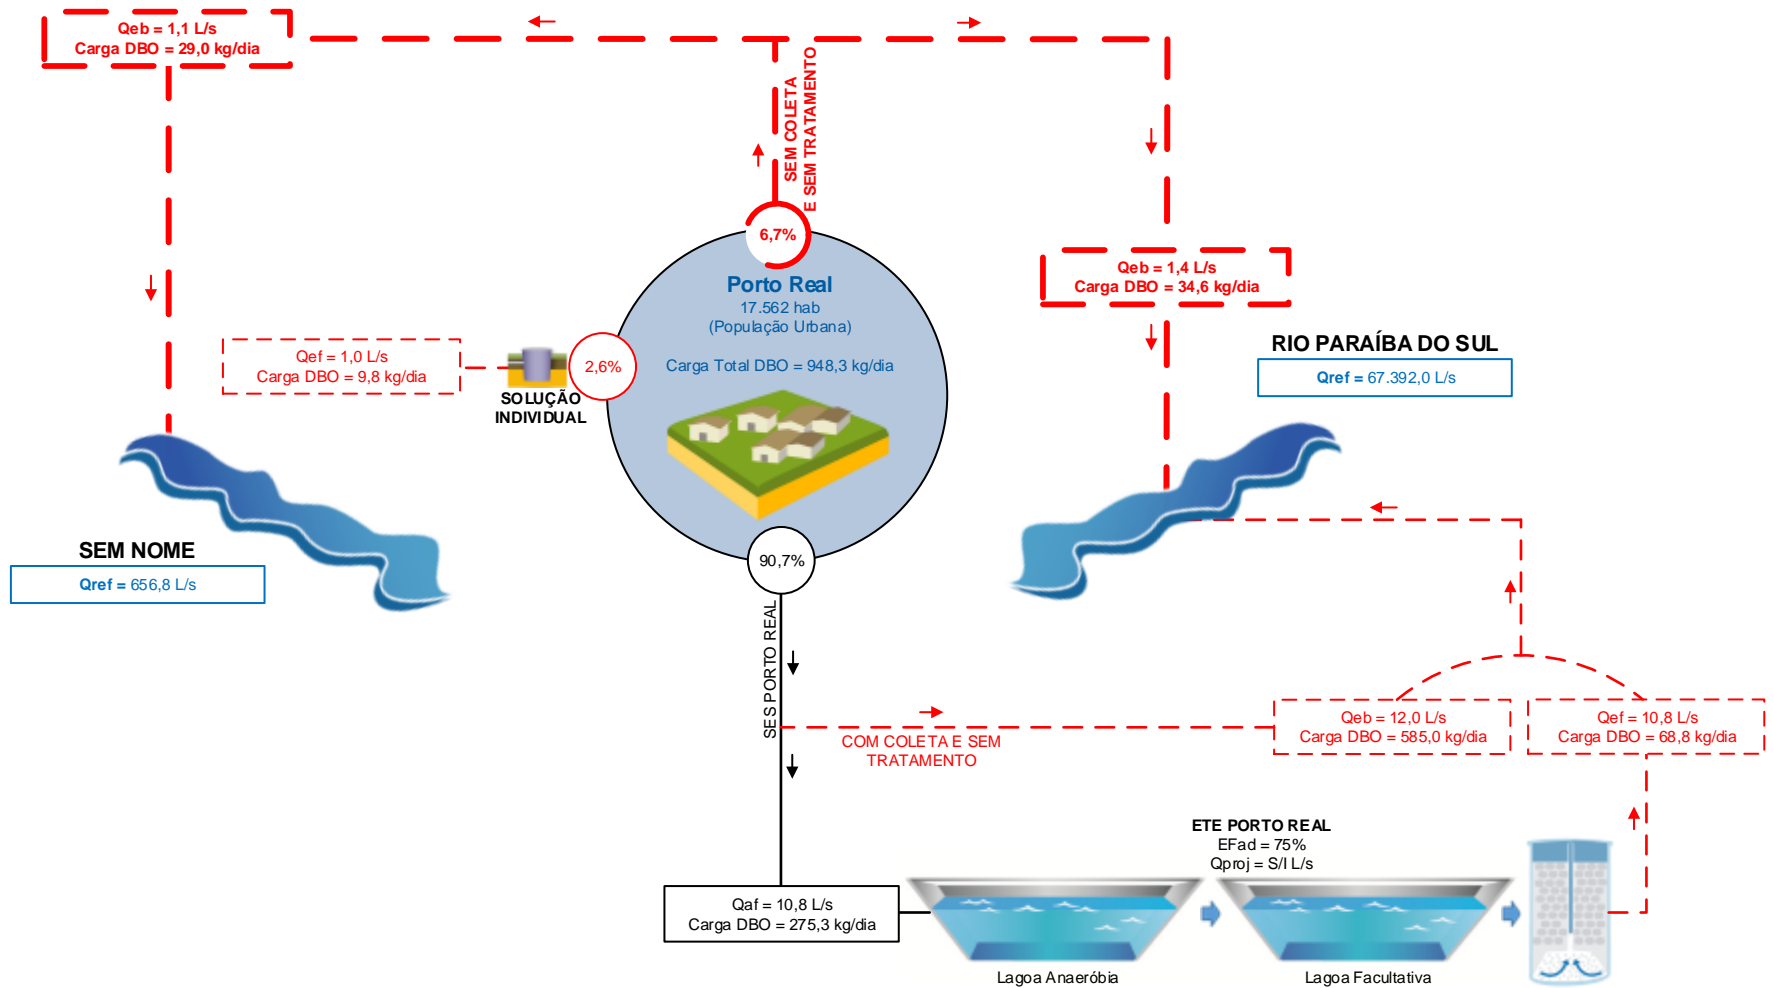 Qeb = 1,1 L/s
Carga DBO = 29,0 kg/dia
SEM COLETA
E SEM TRATAMENTO
6,7%
Porto Real
17.562 hab
(População Urbana)
Carga Total DBO = 948,3 kg/dia
Qeb = 1,4 L/s
Carga DBO = 34,6 kg/dia
RIO PARAÍBA DO SUL
Qref = 67.392,0 L/s
Qef = 1,0 L/s
Carga DBO = 9,8 kg/dia
2,6%
SOLUÇÃO
INDIVIDUAL
SEM NOME
Qref = 656,8 L/s
90,7%
SES PORTO REAL
COM COLETA E SEM
TRATAMENTO
Qeb = 12,0 L/s
Carga DBO = 585,0 kg/dia
Qef = 10,8 L/s
Carga DBO = 68,8 kg/dia
ETE PORTO REAL
EFad = 75%
Qproj = S/I L/s
Qaf = 10,8 L/s
Carga DBO = 275,3 kg/dia
Lagoa Anaeróbia
Lagoa Facultativa